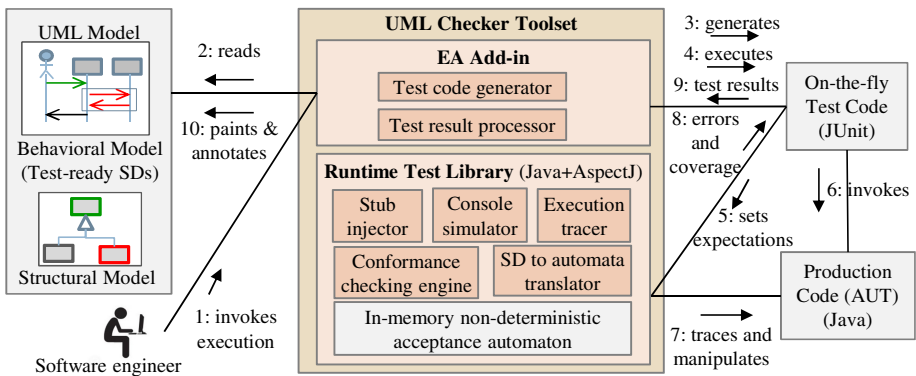 UML Model
Behavioral Model
(Test-ready SDs)
Structural Model
Software engineer
2: reads
10: paints &
annotates
1: invokes
execution
UML Checker Toolset
EA Add-in
Test code generator
Test result processor
Runtime Test Library (Java+AspectJ)
Stub
injector
Console
simulator
Execution
tracer
Conformance
checking engine
SD to automata
translator
In-memory non-deterministic
acceptance automaton
3: generates
4: executes
9: test results
8: errors
and
coverage
5: sets
expectations
7: traces and
manipulates
On-the-fly
Test Code
(JUnit)
6: invokes
Production
Code (AUT)
(Java)